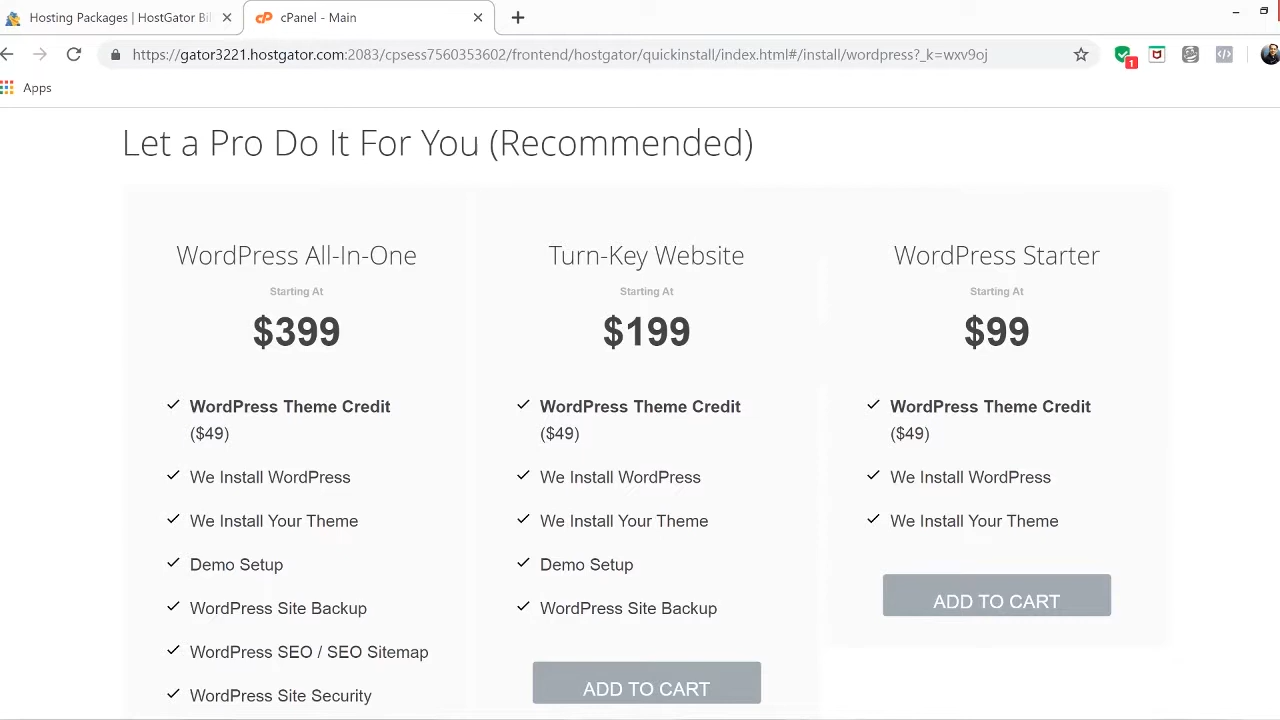 Hosting Packages | HostGator Bil
cPanel - Main
https://gator3221.hostgator.com:2083/cpsess7560353602/frontend/hostgator/quickinstall/index.html#/install/wordpress?_k=wxv9oj
1
Apps
Let a Pro Do It For You (Recommended)
WordPress All-In-One
Starting At
$399
WordPress Theme Credit
($49)
We Install WordPress
We Install Your Theme
Demo Setup
WordPress Site Backup
WordPress SEO / SEO Sitemap
WordPress Site Security
Turn-Key Website
Starting At
$199
WordPress Theme Credit
($49)
We Install WordPress
We Install Your Theme
Demo Setup
WordPress Site Backup
ADD TO CART
WordPress Starter
Starting At
$99
WordPress Theme Credit
($49)
We Install WordPress
We Install Your Theme
ADD TO CART